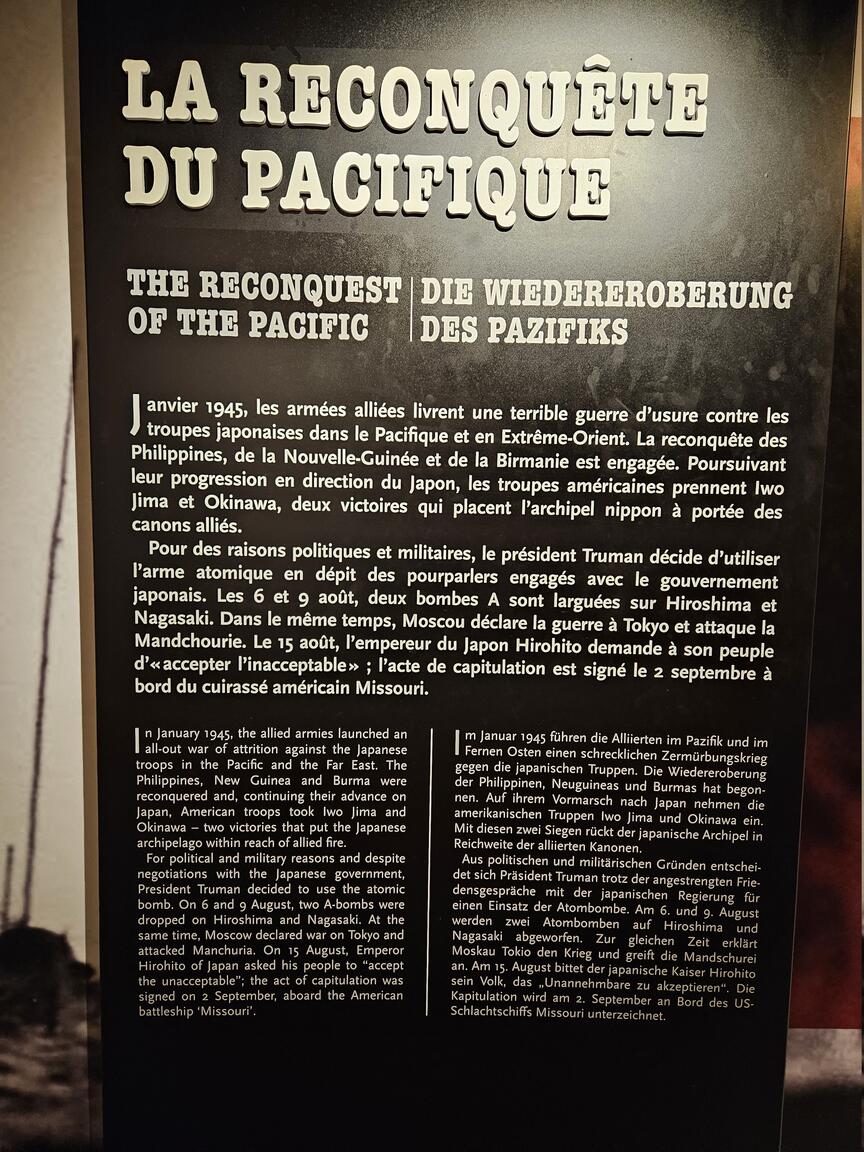 LA RECONQUÊTE
DU PACIFIQUE
THE RECONQUEST
OF THE PACIFIC
DIE WIEDEREROBERUNG
DES PAZIFIKS
Janvier 1945, les armées alliées livrent une terrible guerre d’usure contre les
troupes japonaises dans le Pacifique et en Extrême-Orient. La reconquête des
Philippines, de la Nouvelle-Guinée et de la Birmanie est engagée. Poursuivant
leur progression en direction du Japon, les troupes américaines prennent Iwo
Jima et Okinawa, deux victoires qui placent l’archipel nippon à portée des
canons alliés.
Pour des raisons politiques et militaires, le président Truman décide d’utiliser
l’arme atomique en dépit des pourparlers engagés avec le gouvernement
japonais. Les 6 et 9 août, deux bombes A sont larguées sur Hiroshima et
Nagasaki. Dans le même temps, Moscou déclare la guerre à Tokyo et attaque la
Mandchourie. Le 15 août, l’empereur du Japon Hirohito demande à son peuple
d’«accepter l’inacceptable» ; l’acte de capitulation est signé le 2 septembre à
bord du cuirassé américain Missouri.
In January 1945, the allied armies launched an
all-out war of attrition against the Japanese
troops in the Pacific and the Far East. The
Philippines, New Guinea and Burma were
reconquered and, continuing their advance on
Japan, American troops took Iwo Jima and
Okinawa – two victories that put the Japanese
archipelago within reach of allied fire.
For political and military reasons and despite
negotiations with the Japanese government,
President Truman decided to use the atomic
bomb. On 6 and 9 August, two A-bombs were
dropped on Hiroshima and Nagasaki. At the
same time, Moscow declared war on Tokyo and
attacked Manchuria. On 15 August, Emperor
Hirohito of Japan asked his people to “accept
the unacceptable”; the act of capitulation was
signed on 2 September, aboard the American
battleship ‘Missouri’.
Im Januar 1945 führen die Alliierten im Pazifik und im
Fernen Osten einen schrecklichen Zermürbungskrieg
gegen die japanischen Truppen. Die Wiedereroberung
der Philippinen, Neuguineas und Burmas hat begon-
nen. Auf ihrem Vormarsch nach Japan nehmen die
amerikanischen Truppen Iwo Jima und Okinawa ein.
Mit diesen zwei Siegen rückt der japanische Archipel in
Reichweite der alliierten Kanonen.
Aus politischen und militärischen Gründen entschei-
det sich Präsident Truman trotz der angestrengten Frie-
densgespräche mit der japanischen Regierung für
einen Einsatz der Atombombe. Am 6. und 9. August
werden zwei Atombomben auf Hiroshima und
Nagasaki abgeworfen. Zur gleichen Zeit erklärt
Moskau Tokio den Krieg und greift die Mandschurei
an. Am 15. August bittet der japanische Kaiser Hirohito
sein Volk, das „Unannehmbare zu akzeptieren“. Die
Kapitulation wird am 2. September an Bord des US-
Schlachtschiffs Missouri unterzeichnet.